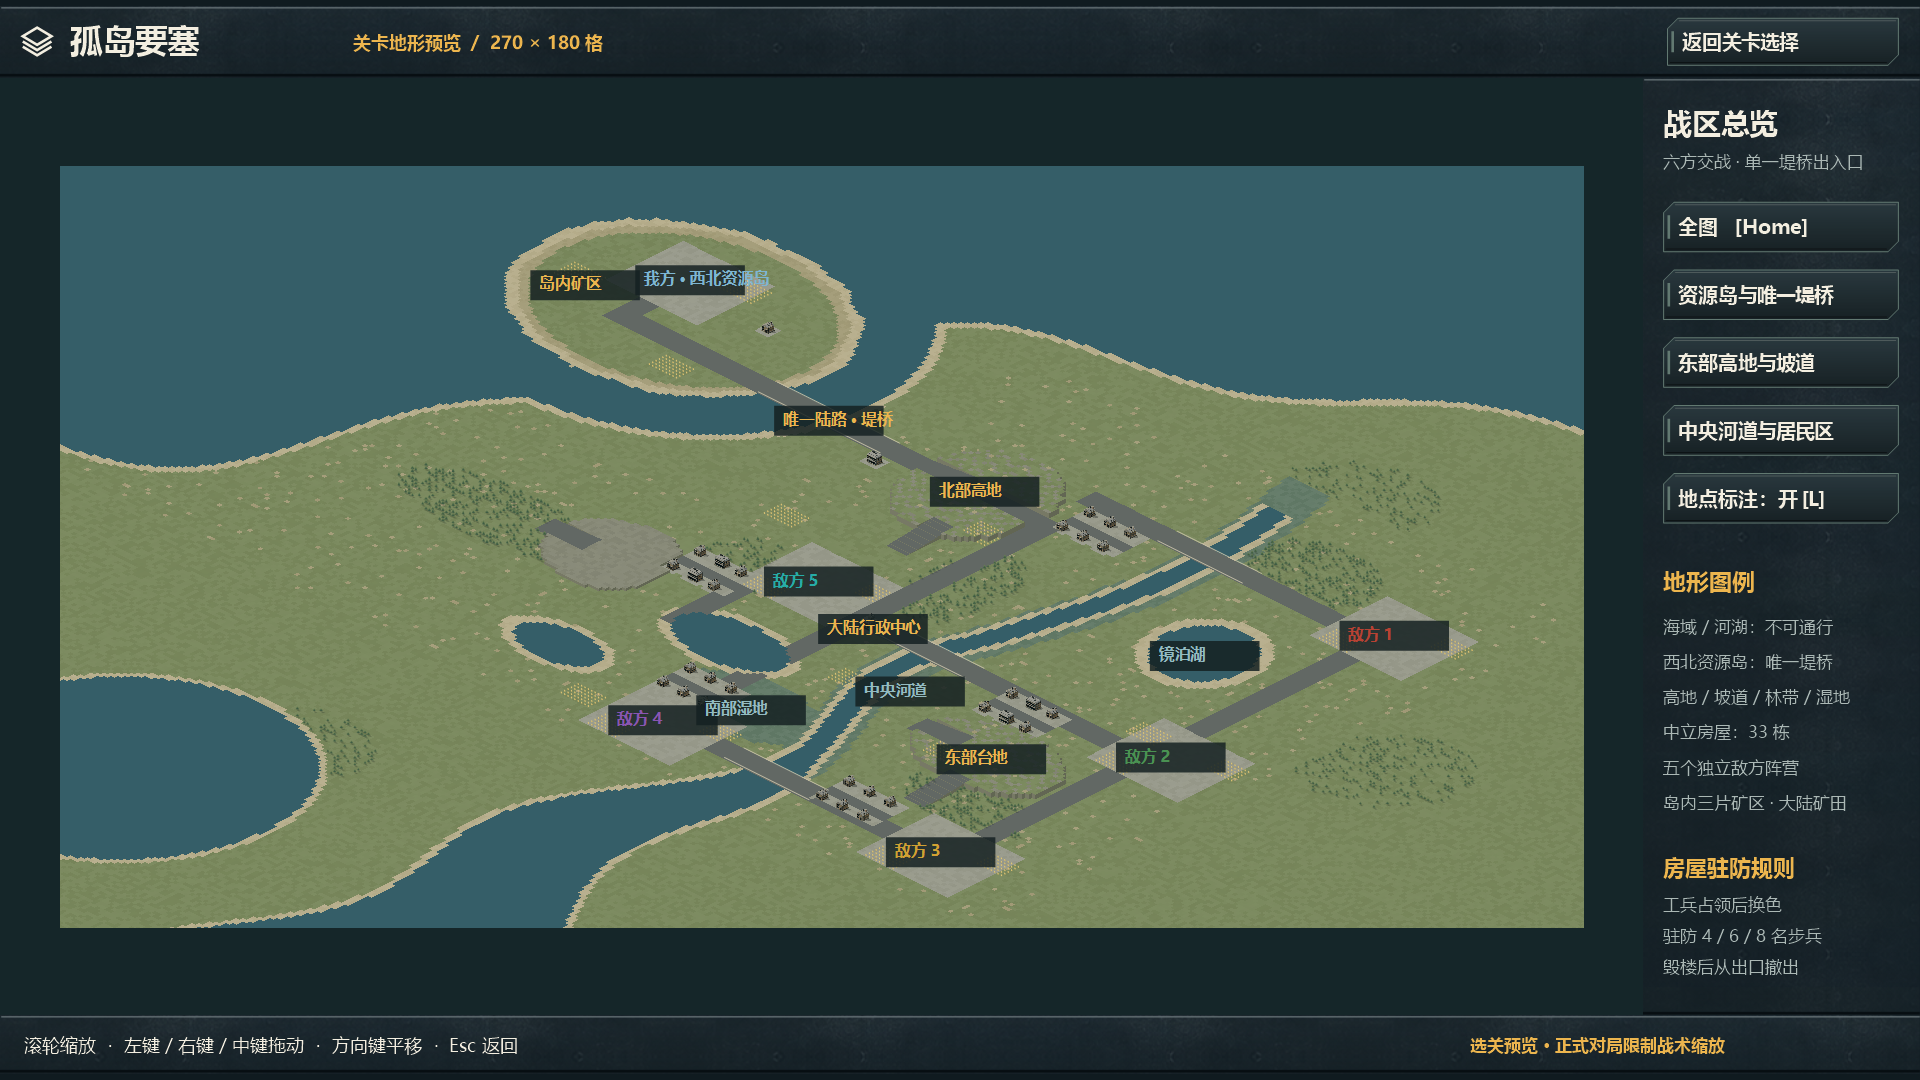 孤岛要塞
关卡地形预览 / 270 × 180 格
返回关卡选择
战区总览
六方交战 · 单一堤桥出入口
全图 [Home]
资源岛与唯一堤桥
东部高地与坡道
中央河道与居民区
地点标注：开 [L]
地形图例
海域 / 河湖：不可通行
西北资源岛：唯一堤桥
高地 / 坡道 / 林带 / 湿地
中立房屋：33 栋
五个独立敌方阵营
岛内三片矿区 · 大陆矿田
房屋驻防规则
工兵占领后换色
驻防 4 / 6 / 8 名步兵
毁楼后从出口撤出
岛内矿区
我方 • 西北资源岛
唯一陆路 • 堤桥
北部高地
敌方 5
大陆行政中心
敌方 1
镜泊湖
中央河道
南部湿地
敌方 4
东部台地
敌方 2
敌方 3
滚轮缩放 · 左键 / 右键 / 中键拖动 · 方向键平移 · Esc 返回
选关预览 • 正式对局限制战术缩放